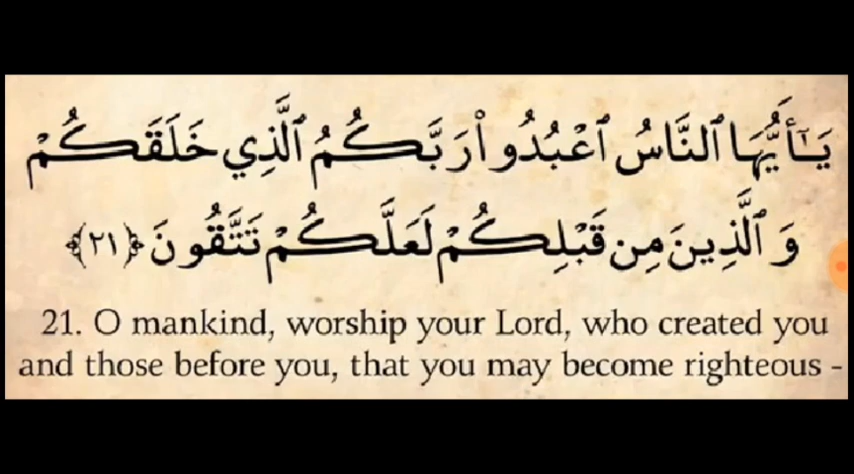 يَـٰٓأَيُّهَا ٱلنَّاسُ ٱعْبُدُوا۟ رَبَّكُمُ ٱلَّذِي خَلَقَكُمْ
وَٱلَّذِينَ مِن قَبْلِكُمْ لَعَلَّكُمْ تَتَّقُونَ ﴿٢١﴾
21. O mankind, worship your Lord, who created you
and those before you, that you may become righteous -